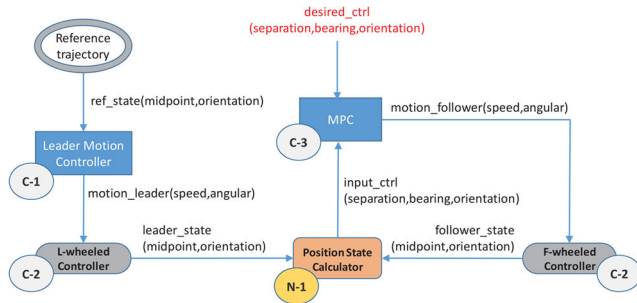 desired_ctrl
(separation,bearing,orientation)
Reference
trajectory
ref_state(midpoint,orientation)
motion_follower(speed,angular)
MPC
Leader Motion
Controller
C-3
C-1
motion_leader(speed,angular)
input_ctrl
(separation,bearing,orientation)
leader_state
(midpoint,orientation)
follower_state
(midpoint,orientation)
L-wheeled
Controller
Position State
Calculator
F-wheeled
Controller
C-2
N-1
C-2